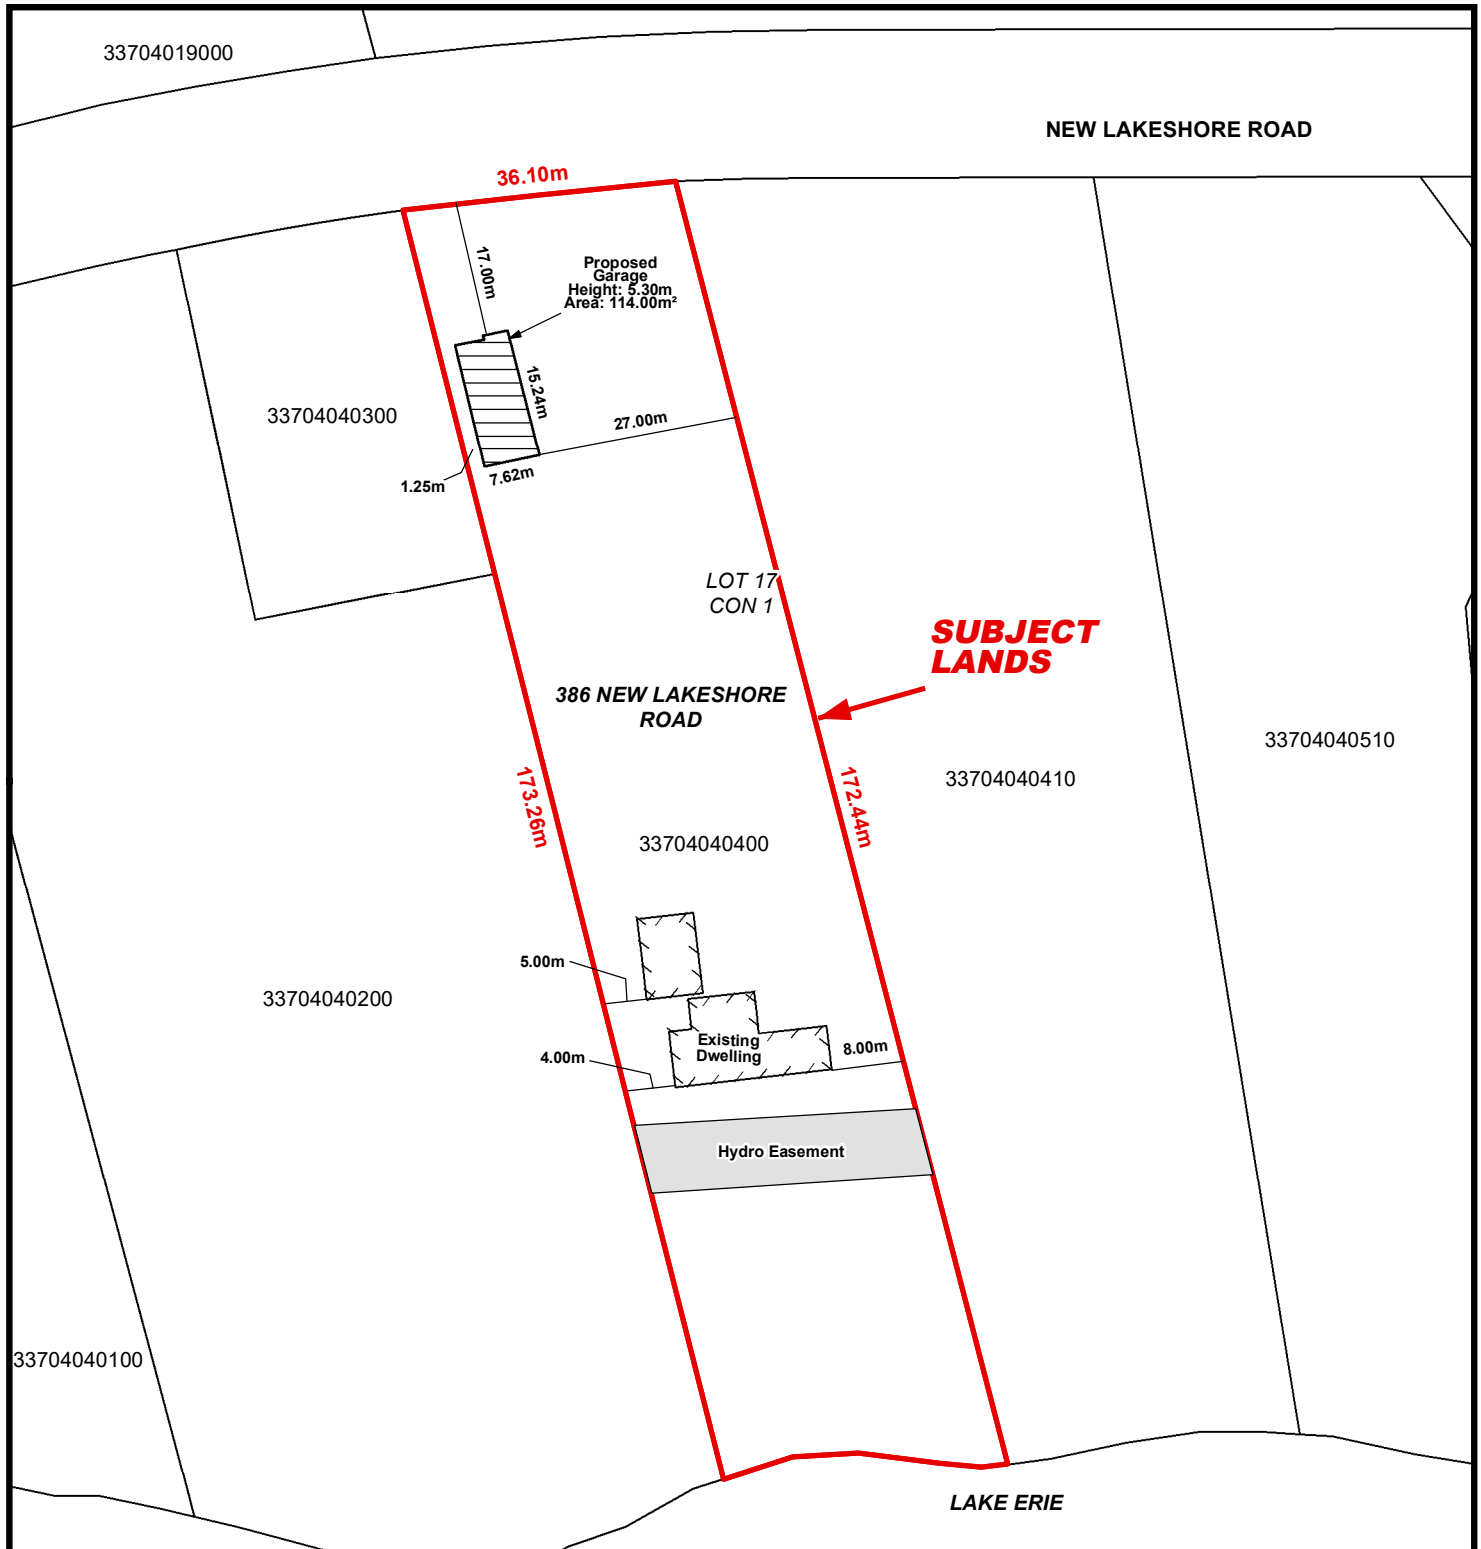 33704019000
NEW LAKESHORE ROAD
36.10m
17.00m
Proposed
Garage
Height: 5.30m
Area: 114.00m²
15.24m
33704040300
27.00m
7.62m
1.25m
LOT 17
CON 1
SUBJECT
LANDS
386 NEW LAKESHORE
ROAD
33704040510
173.26m
172.44m
33704040410
33704040400
5.00m
33704040200
Existing
Dwelling
8.00m
4.00m
Hydro Easement
33704040100
LAKE ERIE